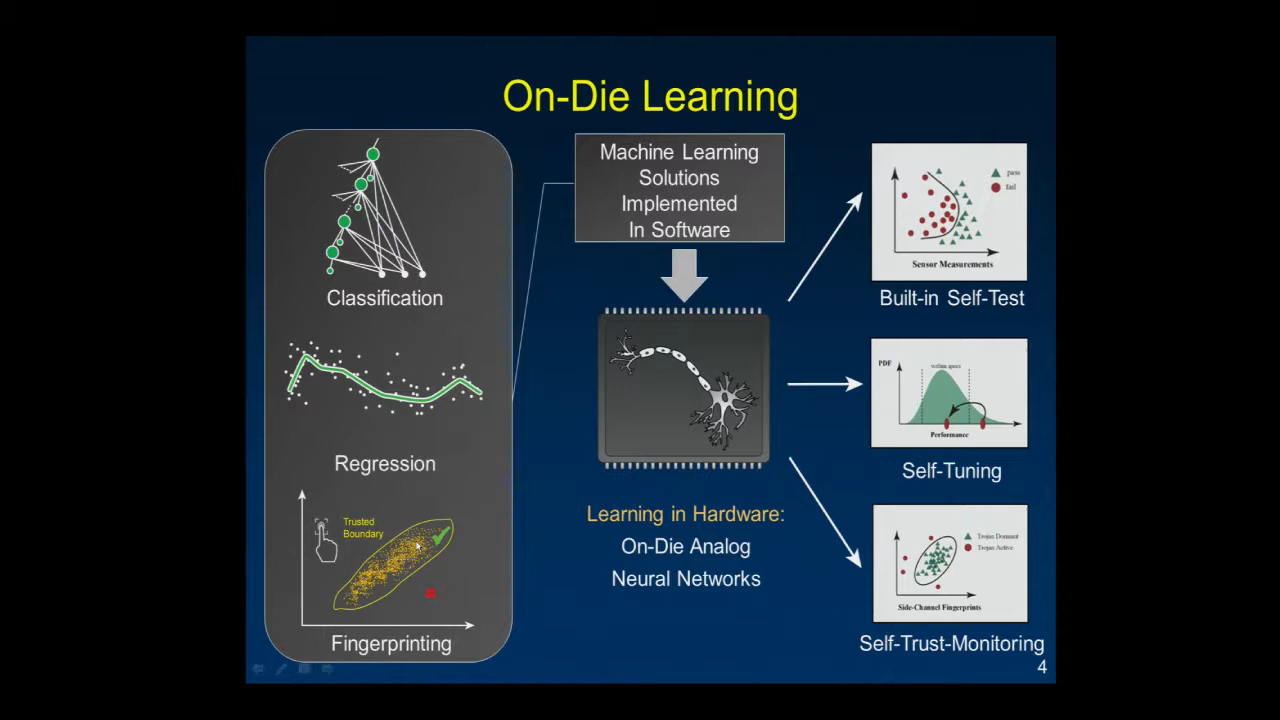 On-Die Learning
Classification
Regression
Trusted
Boundary
Fingerprinting
Machine Learning
Solutions
Implemented
In Software
Learning in Hardware:
On-Die Analog
Neural Networks
pass
fail
Sensor Measurements
Built-in Self-Test
PDF
within specs
Performance
Self-Tuning
Trojan Dormant
Trojan Active
Side-Channel Fingerprints
Self-Trust-Monitoring
4